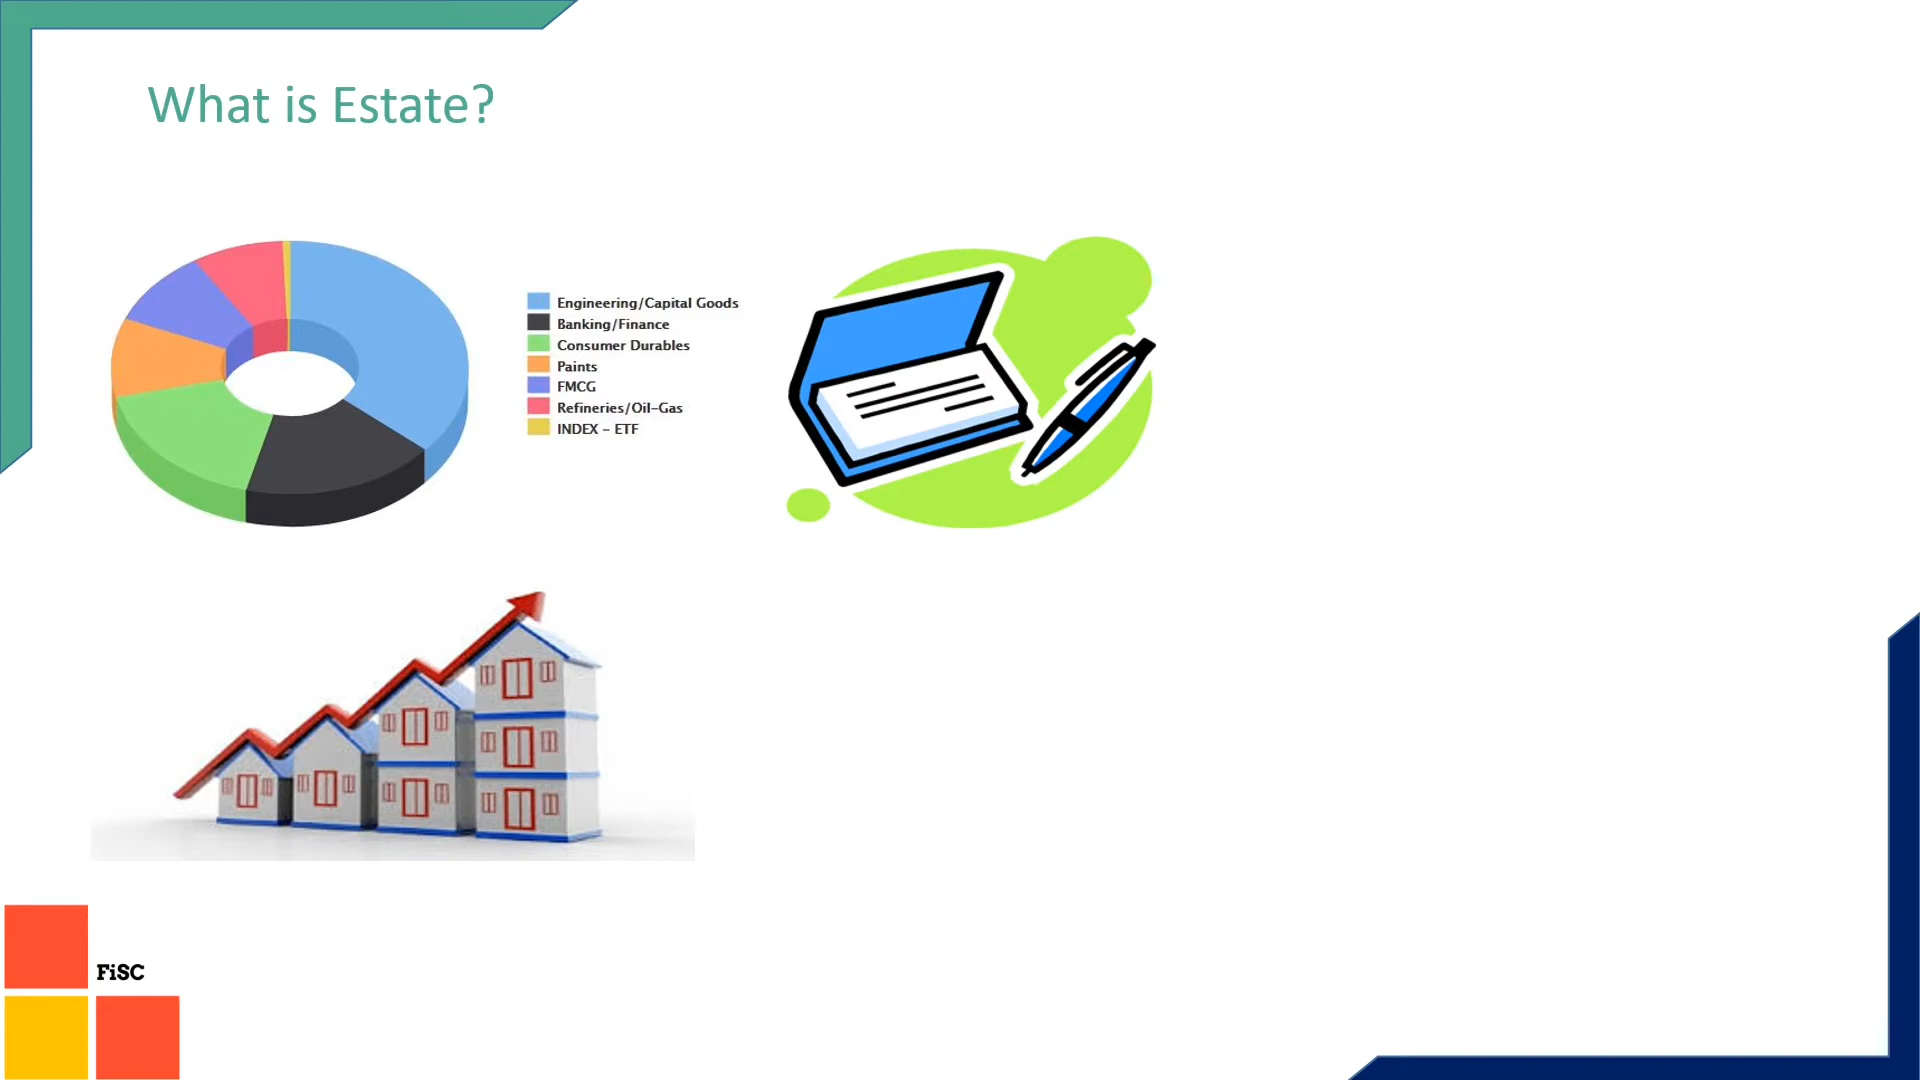 What is Estate?
Engineering/Capital Goods
Banking/Finance
Consumer Durables
Paints
FMCG
Refineries/Oil-Gas
INDEX - ETF
FiSC